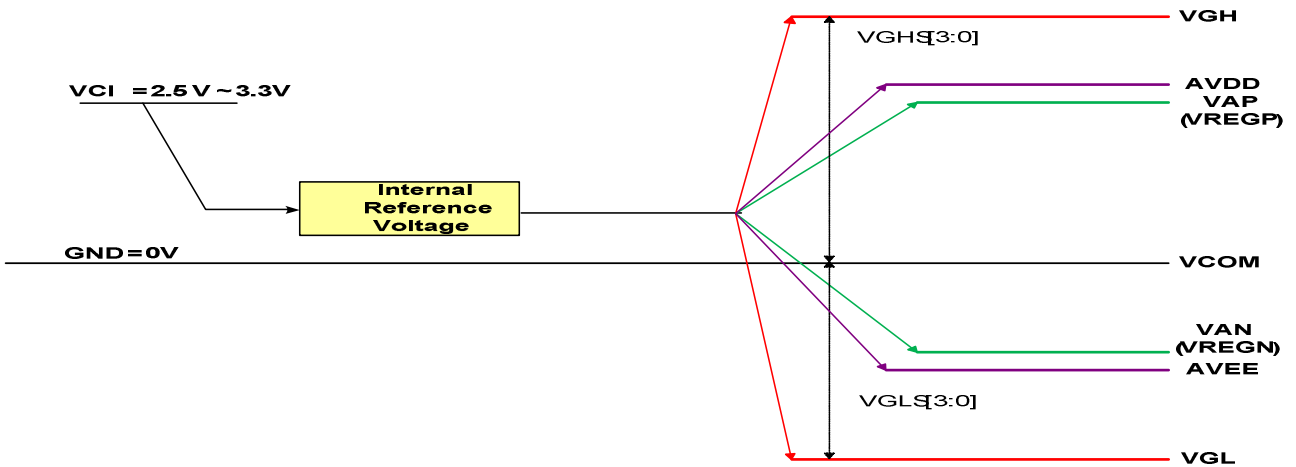 VGH
VGHS[3:0]
VCI =2.5 V ~ 3.3V
AVDD
VAP
(VREGP)
Internal
Reference
Voltage
GND=0V
VCOM
VAN
(VREGN)
AVEE
VGLS[3:0]
VGL